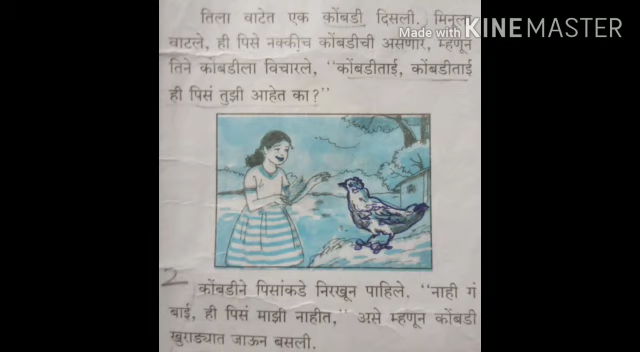 तिला वाटेत एक कोंबडी दिसली. मिनूला
Made with KINEMASTER
वाटले, ही पिसे नक्कीच कोंबडीची असणार, म्हणून
तिने कोंबडीला विचारले, ‘‘कोंबडीताई, कोंबडीताई
ही पिसं तुझी आहेत का?’’
2 कोंबडीने पिसांकडे निरखून पाहिले. ‘‘नाही गं
बाई, ही पिसं माझी नाहीत,’’ असे म्हणून कोंबडी
खुराड्यात जाऊन बसली.